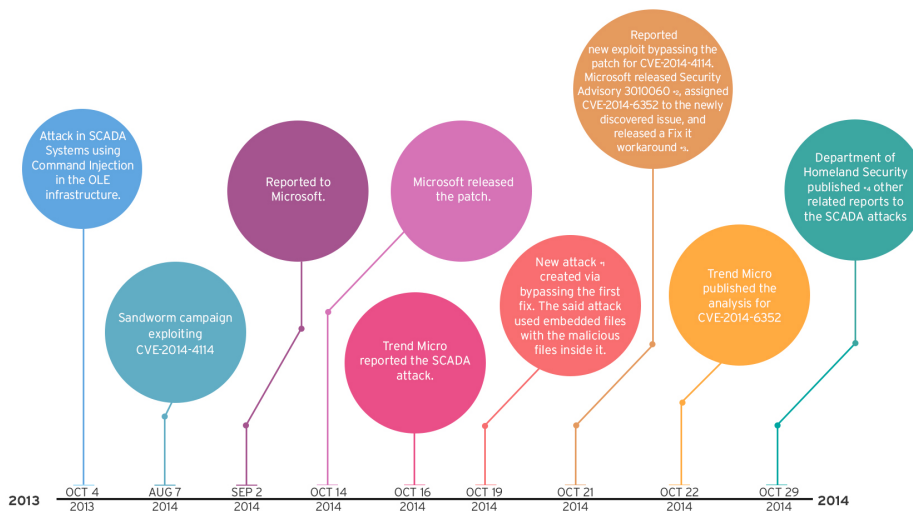 Attack in SCADA
Systems using
Command Injection
in the OLE
infrastructure.
Sandworm campaign
exploiting
CVE-2014-4114
Reported to
Microsoft.
Microsoft released
the patch.
Trend Micro
reported the SCADA
attack.
New attack *1
created via
bypassing the first
fix. The said attack
used embedded files
with the malicious
files inside it.
Reported
new exploit bypassing the
patch for CVE-2014-4114.
Microsoft released Security
Advisory 3010060 *2, assigned
CVE-2014-6352 to the newly
discovered issue, and
released a Fix it
workaround *3.
Trend Micro
published the
analysis for
CVE-2014-6352
Department of
Homeland Security
published *4 other
related reports to
the SCADA attacks
2013
OCT 4
2013
AUG 7
2014
SEP 2
2014
OCT 14
2014
OCT 16
2014
OCT 19
2014
OCT 21
2014
OCT 22
2014
OCT 29
2014
2014